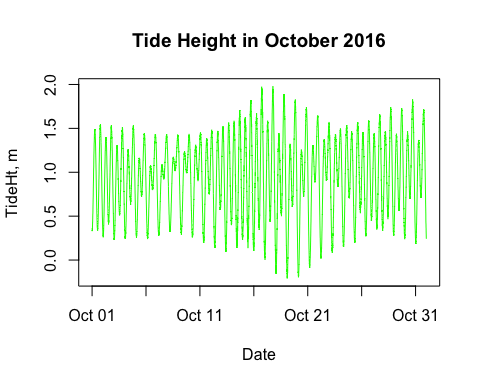 Tide Height in October 2016
TideHt, m
2.0
1.5
1.0
0.5
0.0
Oct 01 Oct 11 Oct 21 Oct 31
Date